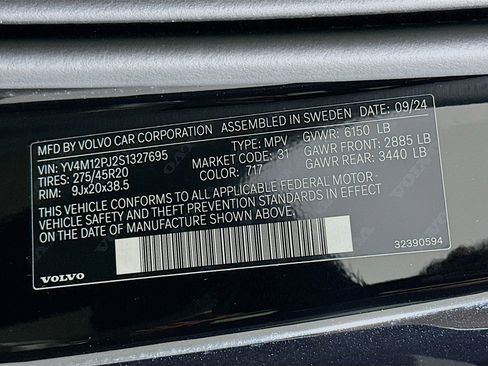 MFD BY VOLVO CAR CORPORATION ASSEMBLED IN SWEDEN DATE: 09/24
VIN: YV4M12PJ2S1327695 TYPE: MPV GVWR: 6150 LB
TIRES: 275/45R20 MARKET CODE: 31 GAWR FRONT: 2885 LB
RIM: 9Jx20x38.5 COLOR: 717 GAWR REAR: 3440 LB
THIS VEHICLE CONFORMS TO ALL APPLICABLE FEDERAL MOTOR -
VEHICLE SAFETY AND THEFT PREVENTION STANDARDS IN EFFECT
ON THE DATE OF MANUFACTURE SHOWN ABOVE.
32390594
VOLVO